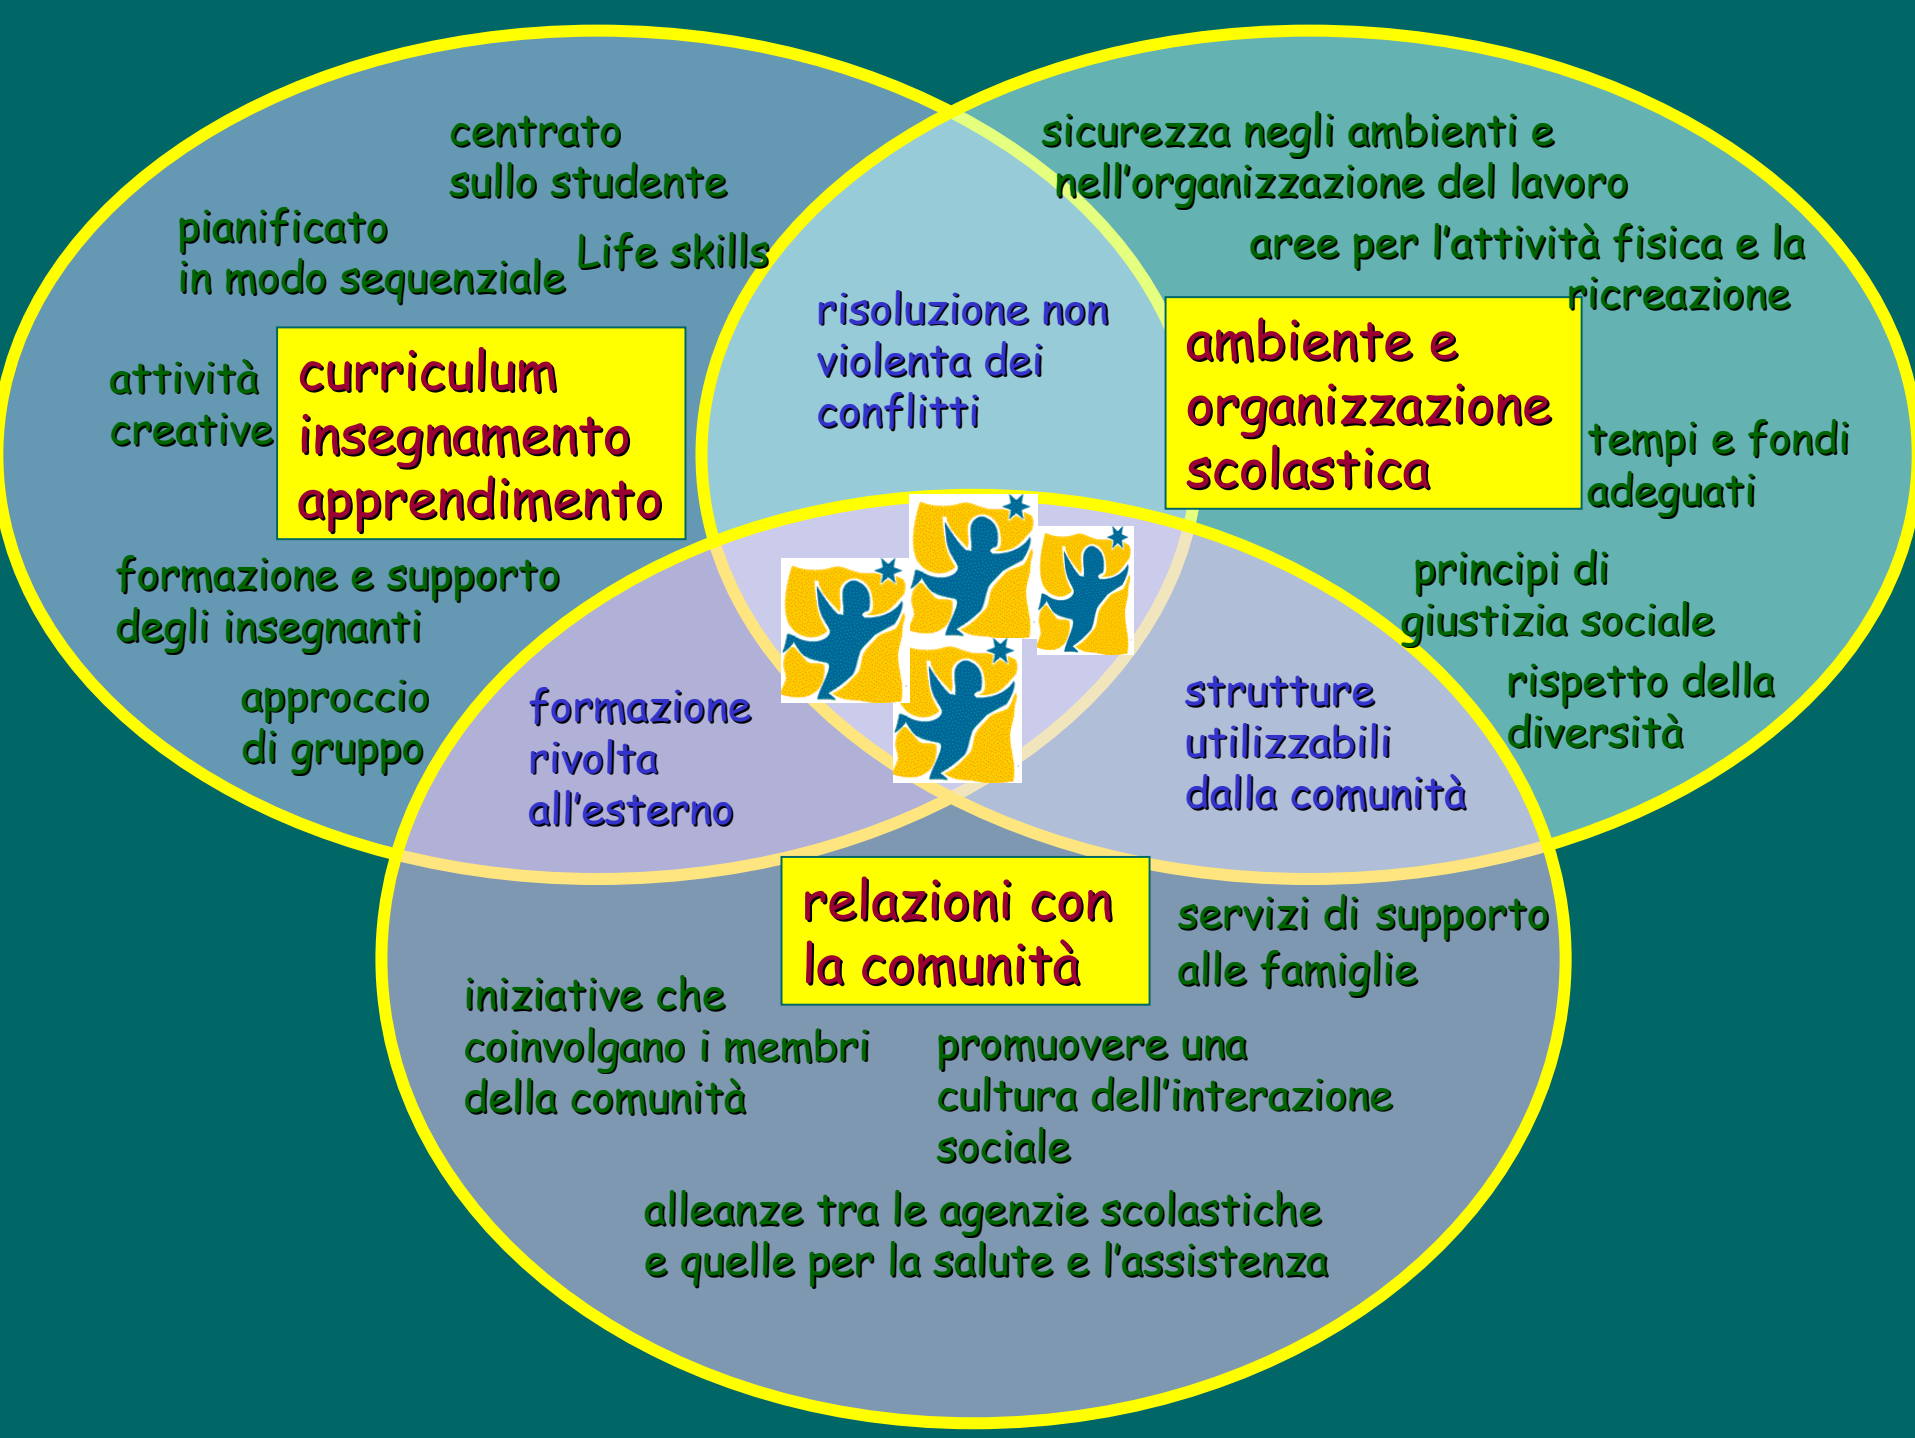 centrato
sullo studente
pianificato
in modo sequenziale
Life skills
attività
creative
curriculum
insegnamento
apprendimento
formazione e supporto
degli insegnanti
approccio
di gruppo
risoluzione non
violenta dei
conflitti
sicurezza negli ambienti e
nell’organizzazione del lavoro
aree per l’attività fisica e la
ricreazione
ambiente e
organizzazione
scolastica
tempi e fondi
adeguati
principi di
giustizia sociale
rispetto della
diversità
formazione
rivolta
all’esterno
strutture
utilizzabili
dalla comunità
relazioni con
la comunità
servizi di supporto
alle famiglie
iniziative che
coinvolgano i membri
della comunità
promuovere una
cultura dell’interazione
sociale
alleanze tra le agenzie scolastiche
e quelle per la salute e l’assistenza